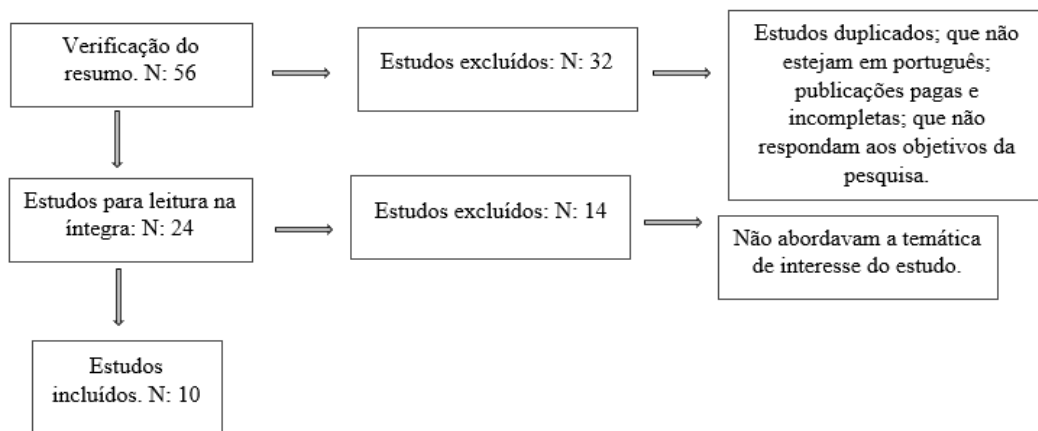 Verificação do
resumo. N: 56
Estudos excluídos: N: 32
Estudos duplicados; que não
estejam em português;
publicações pagas e
incompletas; que não
respondam aos objetivos da
pesquisa.
Estudos para leitura na
íntegra: N: 24
Estudos excluídos: N: 14
Não abordavam a temática
de interesse do estudo.
Estudos
incluídos. N: 10